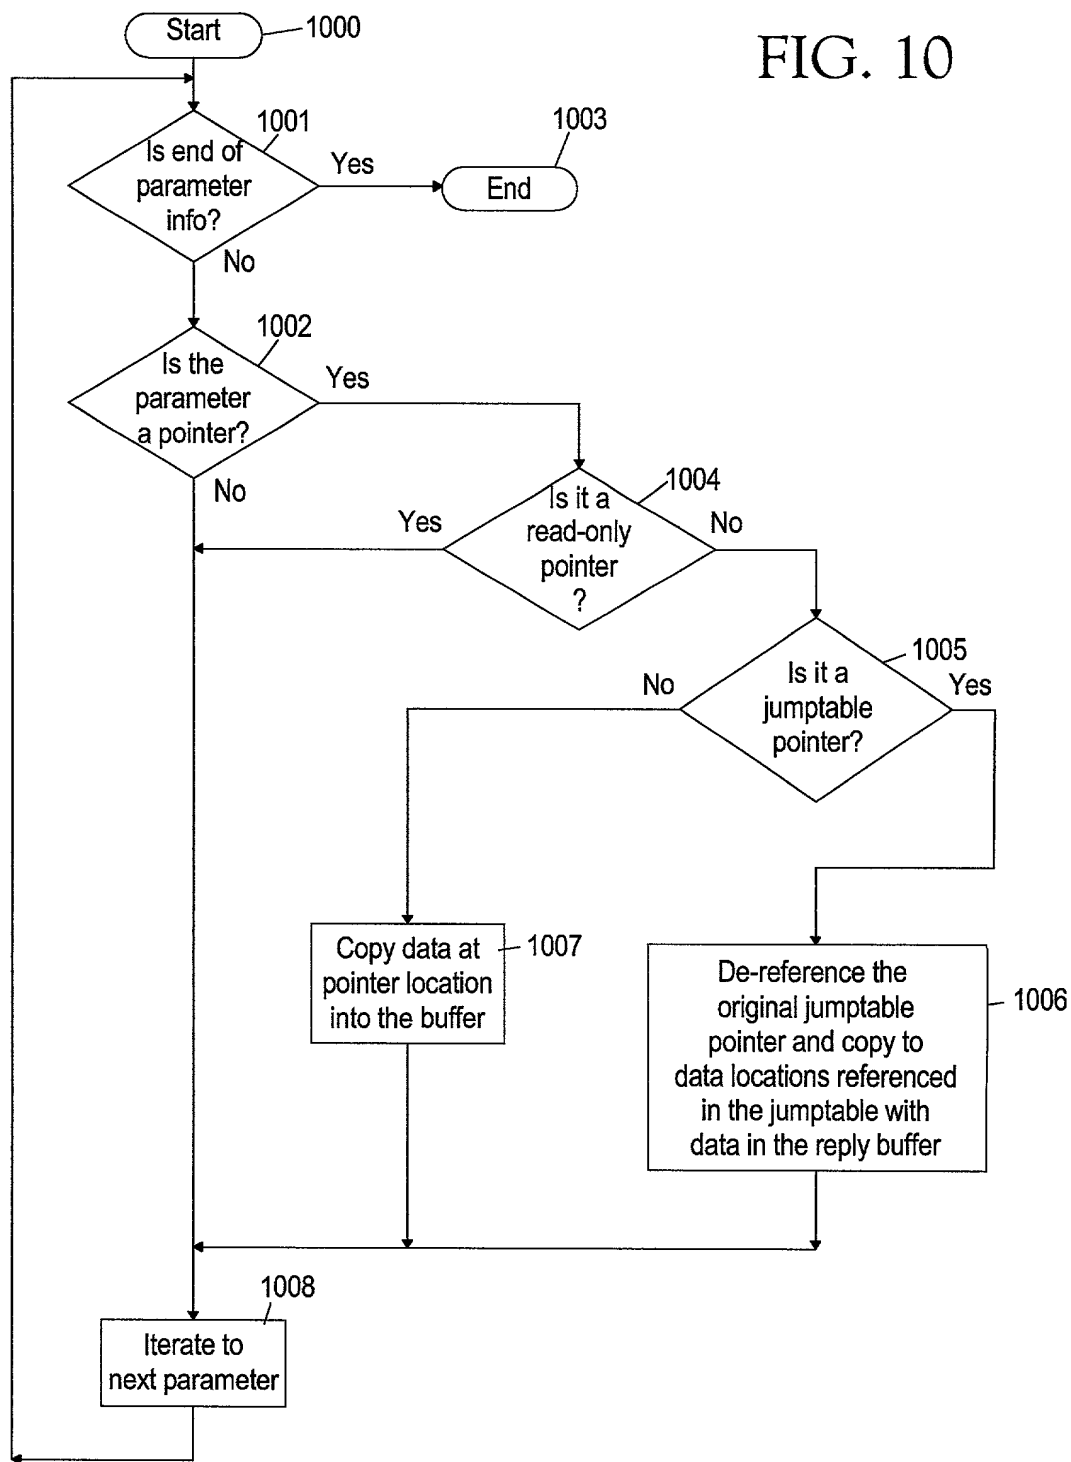 Start
1000
FIG. 10
1001
Is end of
parameter
info?
Yes
1003
End
No
1002
Is the
parameter
a pointer?
Yes
No
1004
Is it a
read-only
pointer
?
Yes
No
1005
Is it a
jumptable
pointer?
No
Yes
Copy data at
pointer location
into the buffer
1007
De-reference the
original jumptable
pointer and copy to
data locations referenced
in the jumptable with
data in the reply buffer
1006
1008
Iterate to
next parameter